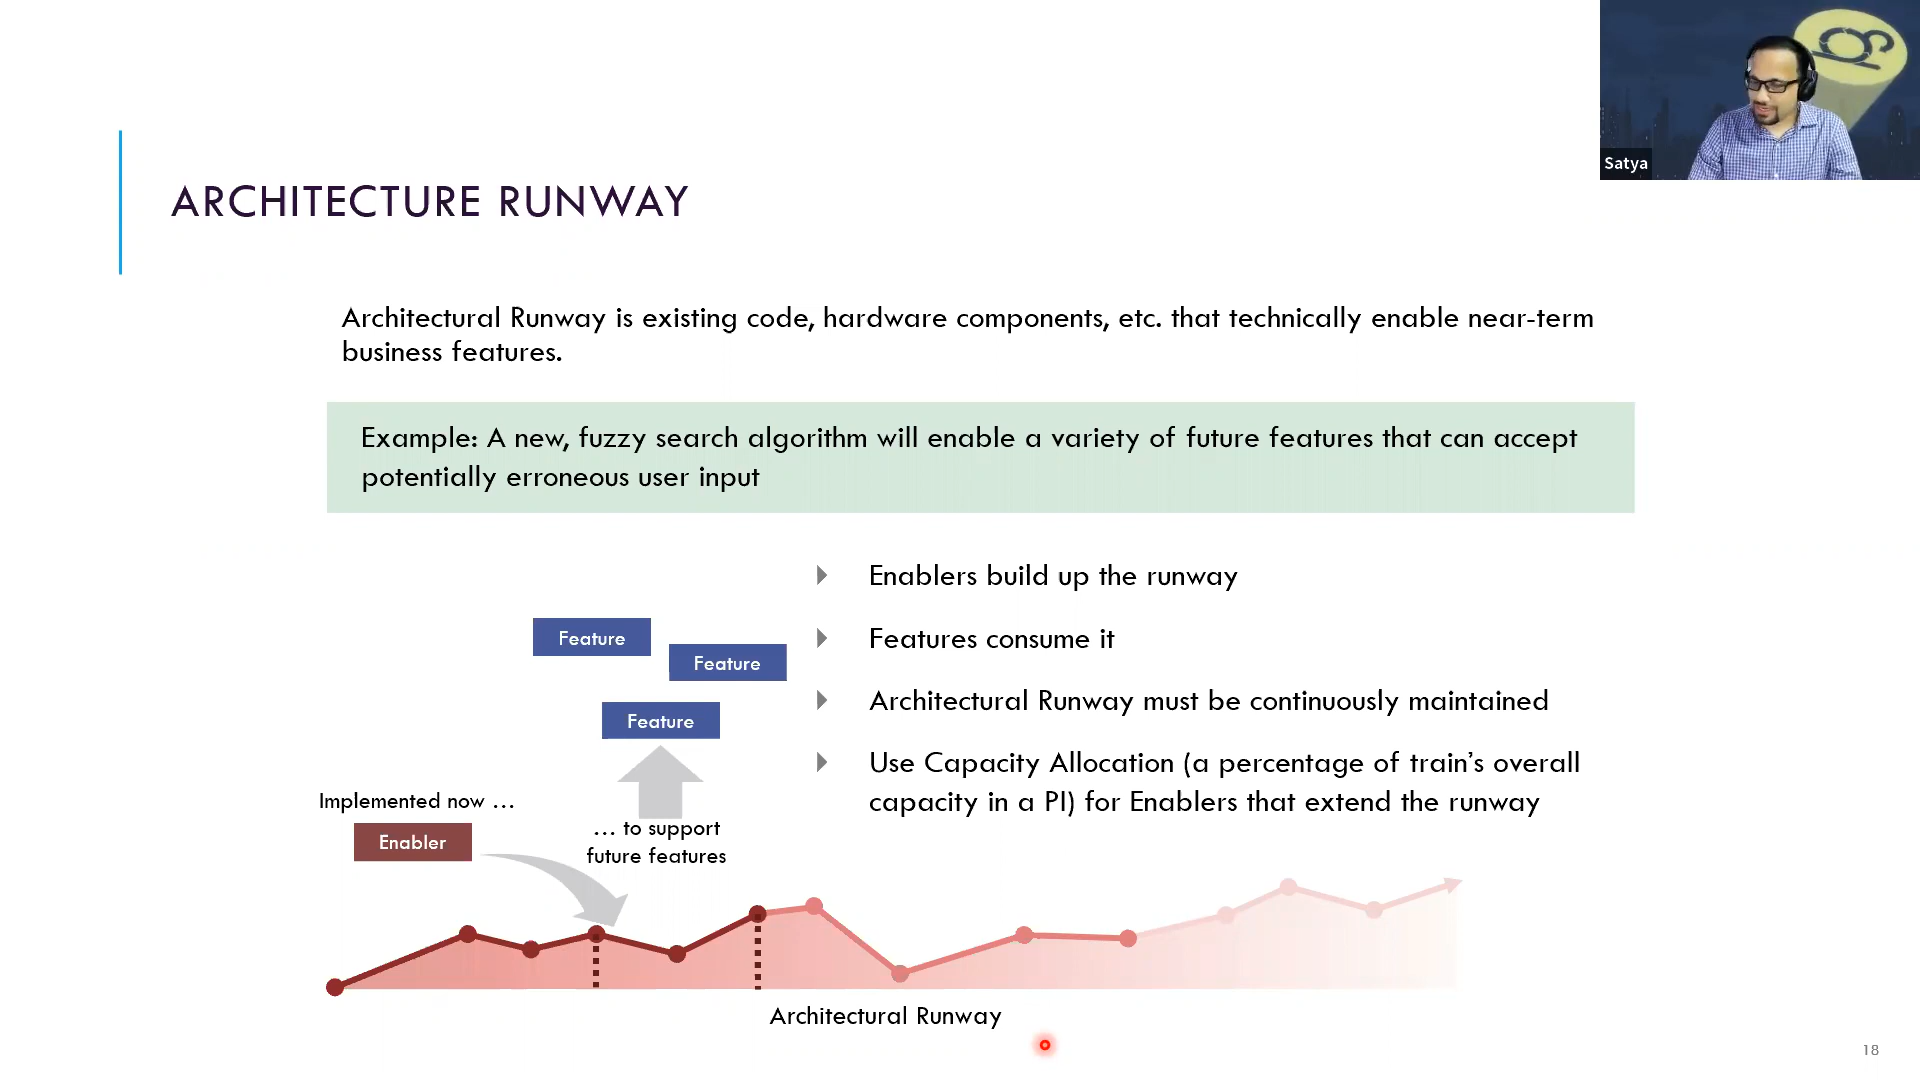 Satya
ARCHITECTURE RUNWAY
Architectural Runway is existing code, hardware components, etc. that technically enable near-term
business features.
Example: A new, fuzzy search algorithm will enable a variety of future features that can accept
potentially erroneous user input
Enablers build up the runway
Features consume it
Architectural Runway must be continuously maintained
Use Capacity Allocation (a percentage of train’s overall
capacity in a PI) for Enablers that extend the runway
Feature
Feature
Feature
Implemented now …
Enabler
… to support
future features
Architectural Runway
18